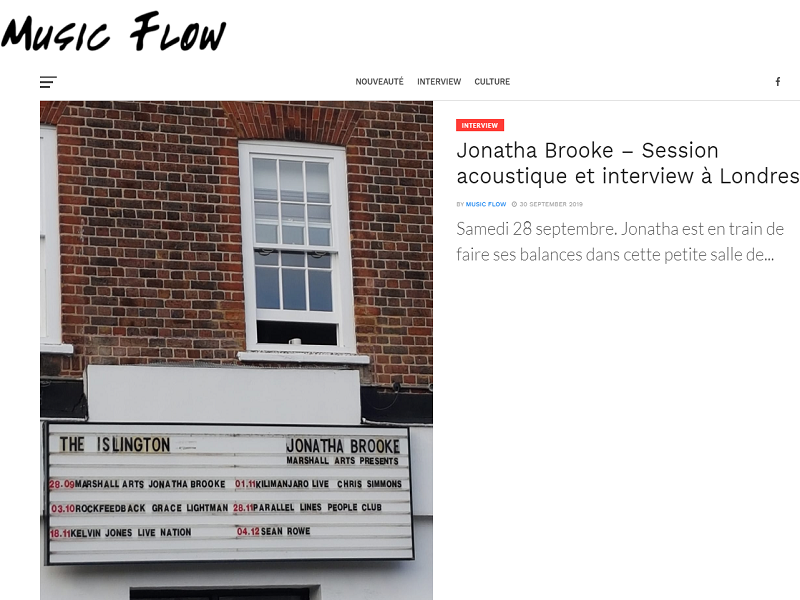 Music Flow
NOUVEAUTÉ INTERVIEW CULTURE
INTERVIEW
Jonatha Brooke – Session
acoustique et interview à Londres
BY MUSIC FLOW 30 SEPTEMBER 2019
Samedi 28 septembre. Jonatha est en train de
faire ses balances dans cette petite salle de...
THE ISLINGTON JONATHA BROOKE
MARSHALL ARTS PRESENTS
28.09 MARSHALL ARTS JONATHA BROOKE 01.11 KILIMANJARO LIVE CHRIS SIMMONS
03.10 ROCKFEEDBACK GRACE LIGHTMAN 28.11 PARALLEL LINES PEOPLE CLUB
18.11 KELVIN JONES LIVE NATION 04.12 SEAN ROWE